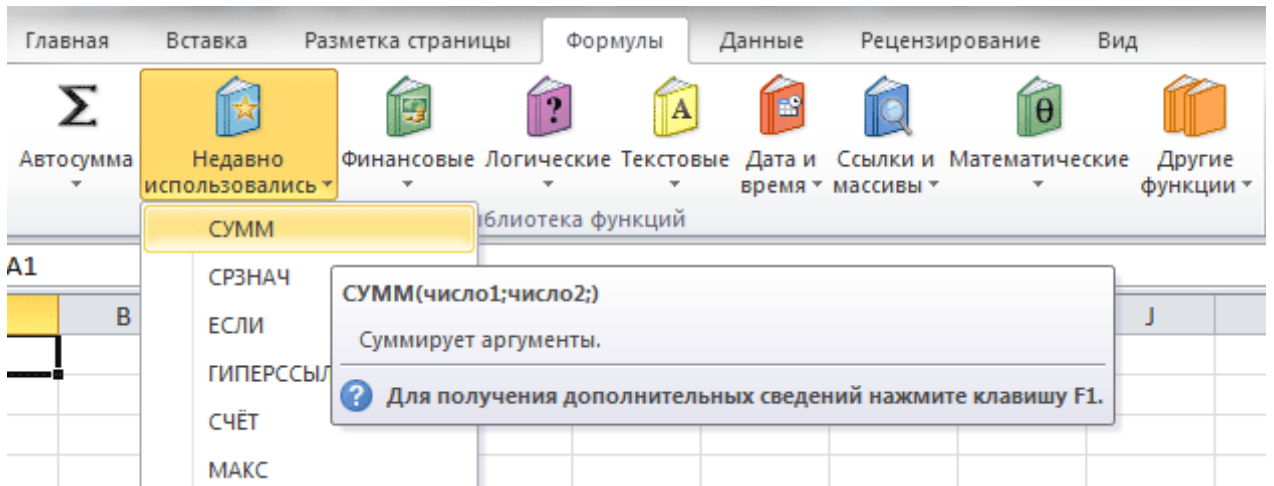 Главная Вставка Разметка страницы Формулы Данные Рецензирование Вид
Σ ? A θ
Автосумма Недавно Финансовые Логические Текстовые Дата и Ссылки и Математические Другие
использовались время массивы функции
СУММ блиотека функций
A1
СРЗНАЧ
СУММ(число1;число2;)
B J
ЕСЛИ
Суммирует аргументы.
ГИПЕРССЫЛ
? Для получения дополнительных сведений нажмите клавишу F1.
СЧЁТ
МАКС